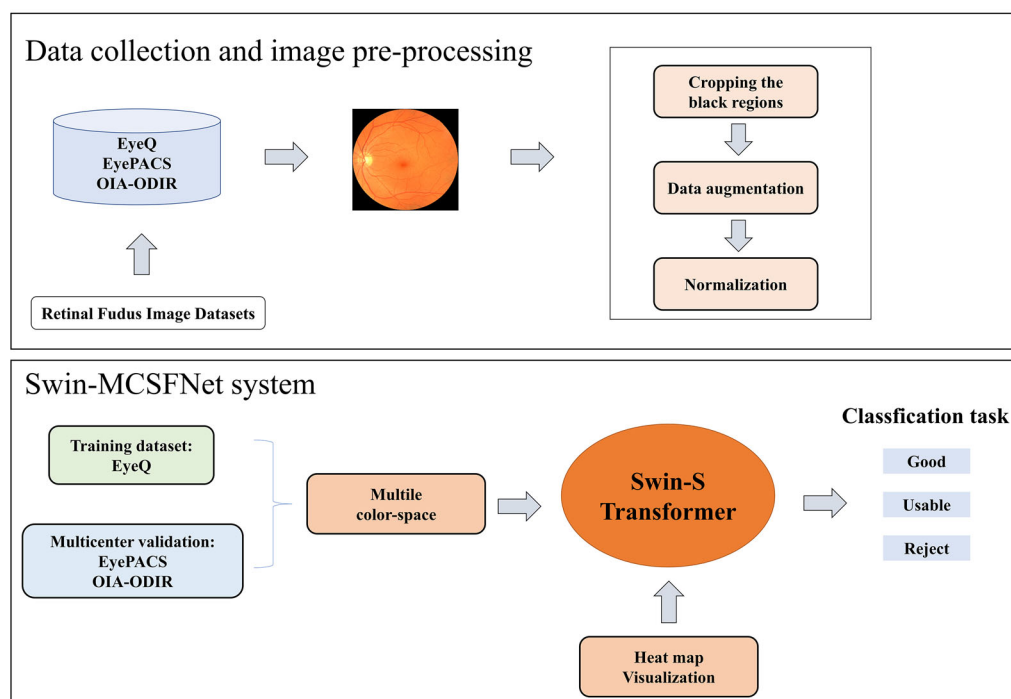 Data collection and image pre-processing
EyeQ
EyePACS
OIA-ODIR
Retinal Fudus Image Datasets
Cropping the
black regions
Data augmentation
Normalization
Swin-MCSFNet system
Training dataset:
EyeQ
Multicenter validation:
EyePACS
OIA-ODIR
Multile
color-space
Swin-S
Transformer
Heat map
Visualization
Classfication task
Good
Usable
Reject